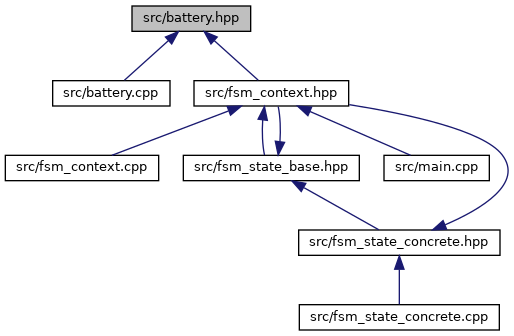 src/battery.hpp
src/battery.cpp
src/fsm_context.hpp
src/fsm_context.cpp
src/fsm_state_base.hpp
src/main.cpp
src/fsm_state_concrete.hpp
src/fsm_state_concrete.cpp